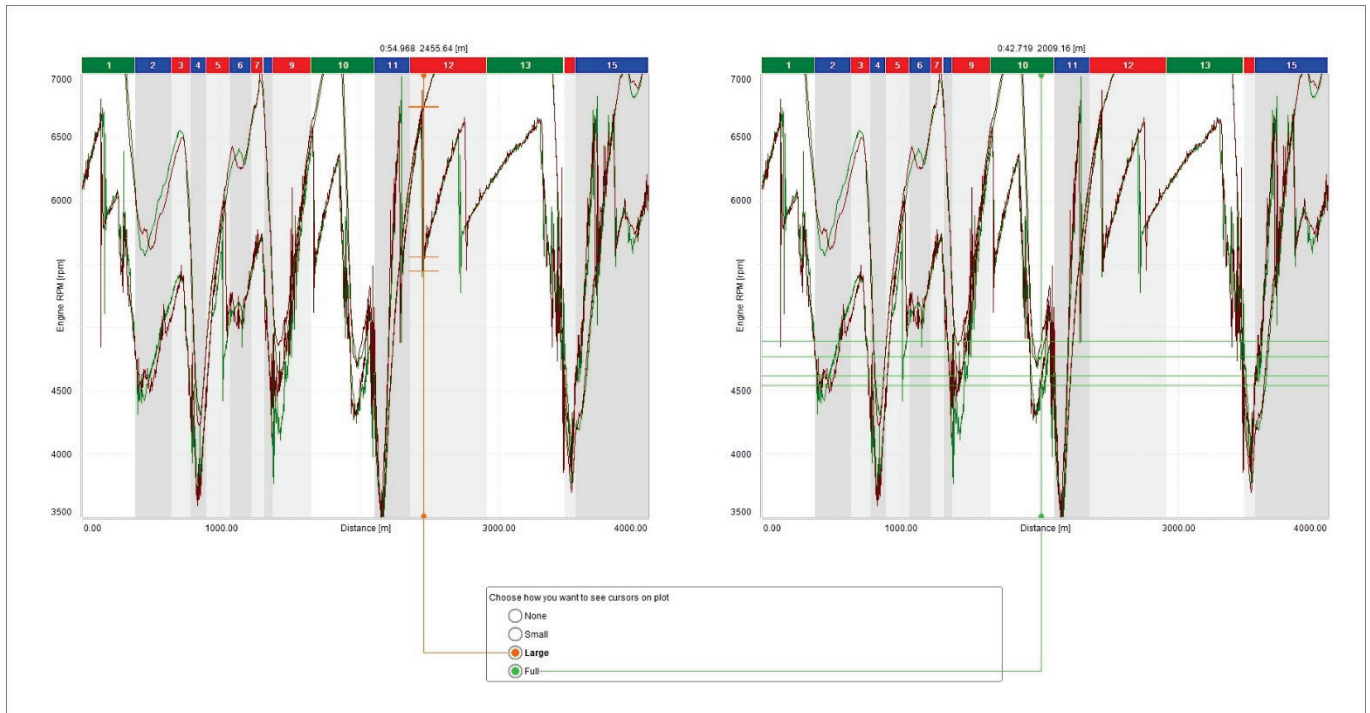 0:54.968 2455.64 [m]
1 2 3 4 5 6 7 9 10 11 12 13 15
7000
6500
6000
4500
4000
3500
Engine RPM [rpm]
0.00 1000.00 Distance [m] 3000.00 4000.00
0:42.719 2009.16 [m]
1 2 3 4 5 6 7 9 10 11 12 13 15
7000
6500
6000
4500
4000
3500
Engine RPM [rpm]
0.00 1000.00 Distance [m] 3000.00 4000.00
Choose how you want to see cursors on plot
None
Small
Large
Full